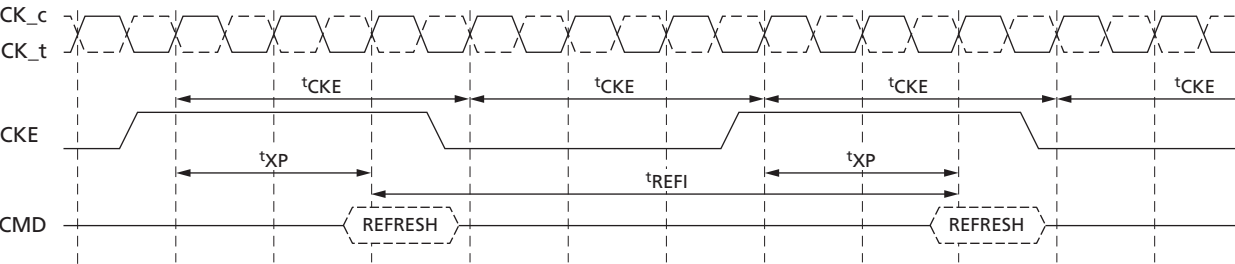 CK_c
CK_t
tCKE tCKE tCKE tCKE
CKE
tXP tXP
tREFI
CMD REFRESH REFRESH